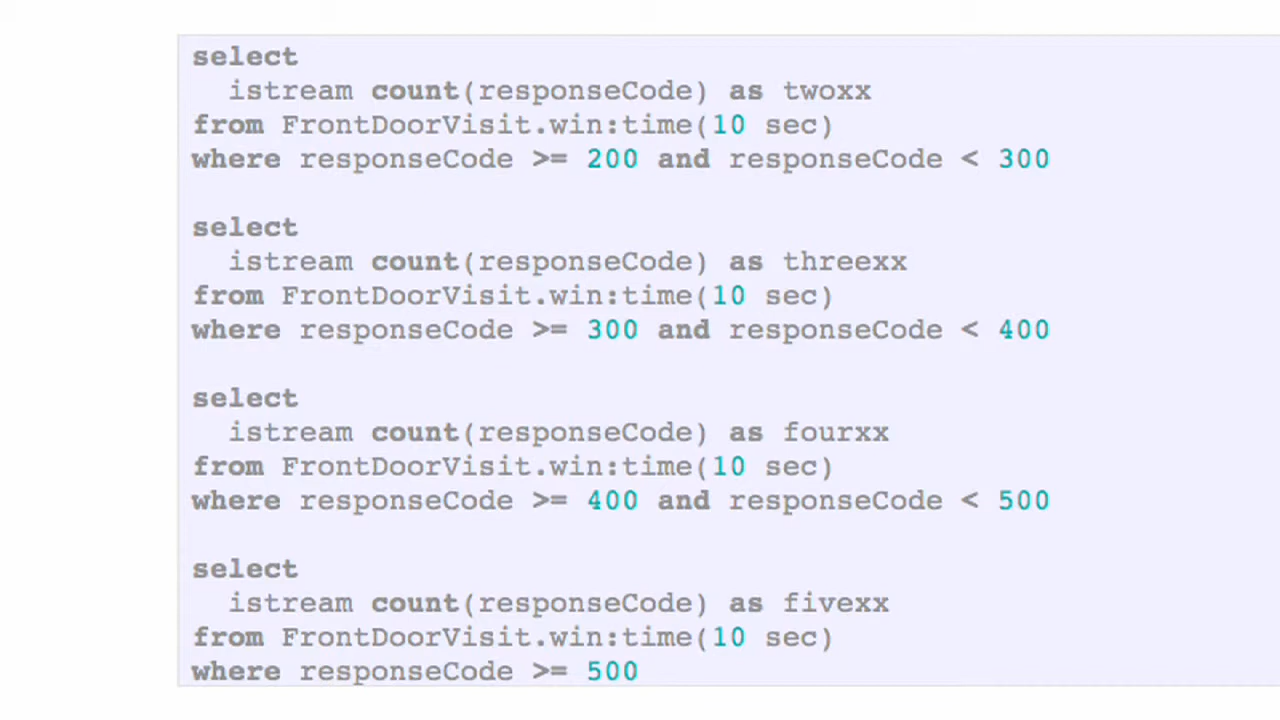 select
  istream count(responseCode) as twoxx
from FrontDoorVisit.win:time(10 sec)
where responseCode >= 200 and responseCode < 300

select
  istream count(responseCode) as threexx
from FrontDoorVisit.win:time(10 sec)
where responseCode >= 300 and responseCode < 400

select
  istream count(responseCode) as fourxx
from FrontDoorVisit.win:time(10 sec)
where responseCode >= 400 and responseCode < 500

select
  istream count(responseCode) as fivexx
from FrontDoorVisit.win:time(10 sec)
where responseCode >= 500